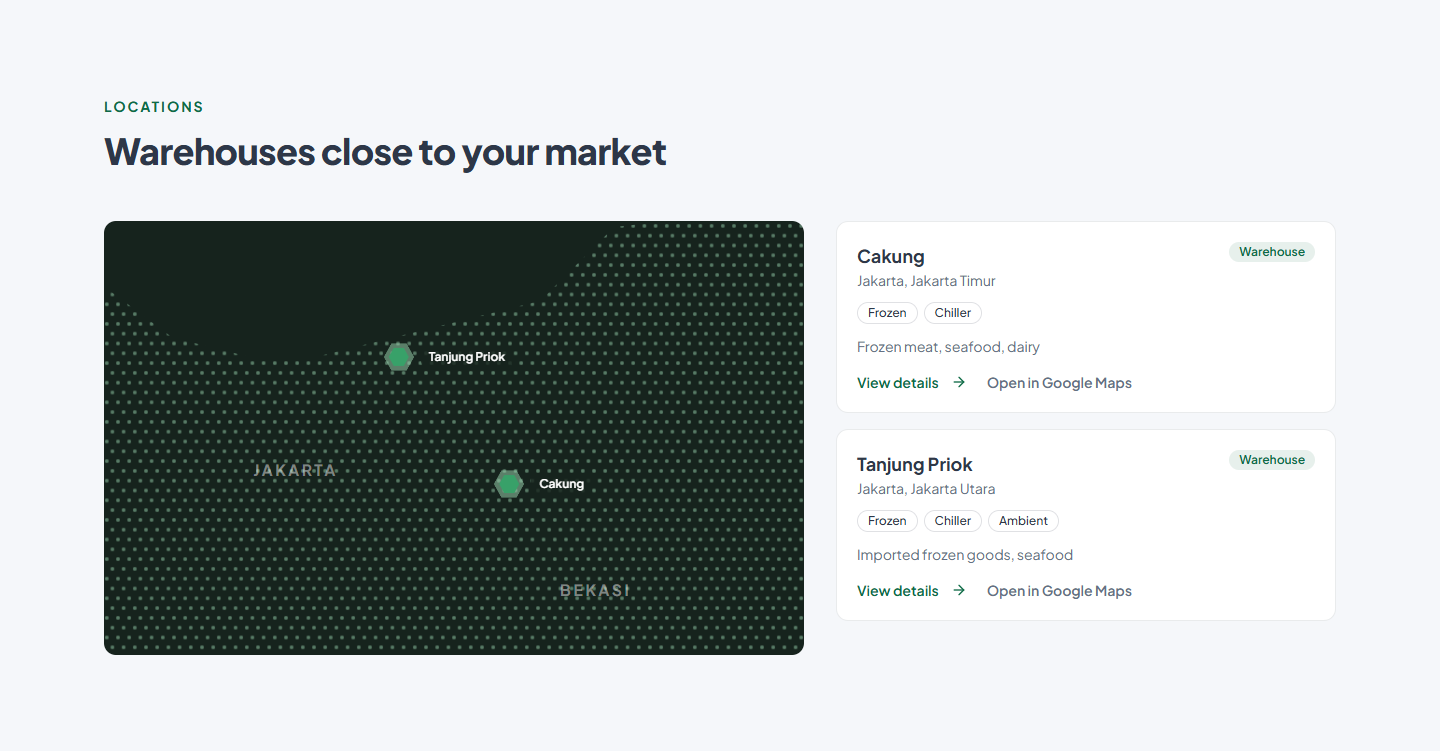 LOCATIONS
Warehouses close to your market
Tanjung Priok
JAKARTA
Cakung
BEKASI
Cakung
Warehouse
Jakarta, Jakarta Timur
Frozen
Chiller
Frozen meat, seafood, dairy
View details → Open in Google Maps
Tanjung Priok
Warehouse
Jakarta, Jakarta Utara
Frozen
Chiller
Ambient
Imported frozen goods, seafood
View details → Open in Google Maps